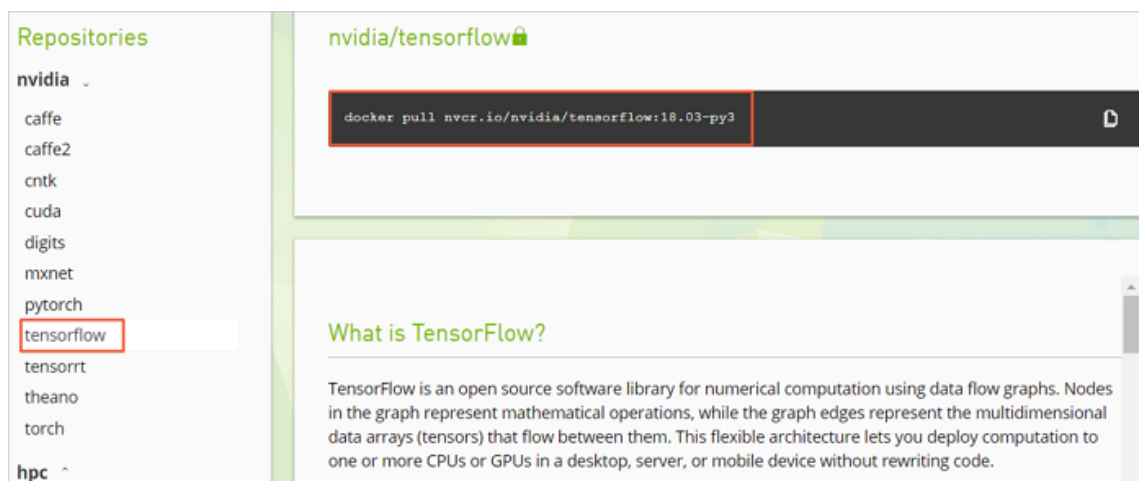 Repositories
nvidia
caffe
caffe2
cntk
cuda
digits
mxnet
pytorch
tensorflow
tensorrt
theano
torch
hpc
nvidia/tensorflow
docker pull nvcr.io/nvidia/tensorflow:18.03-py3
What is TensorFlow?
TensorFlow is an open source software library for numerical computation using data flow graphs. Nodes
in the graph represent mathematical operations, while the graph edges represent the multidimensional
data arrays (tensors) that flow between them. This flexible architecture lets you deploy computation to
one or more CPUs or GPUs in a desktop, server, or mobile device without rewriting code.